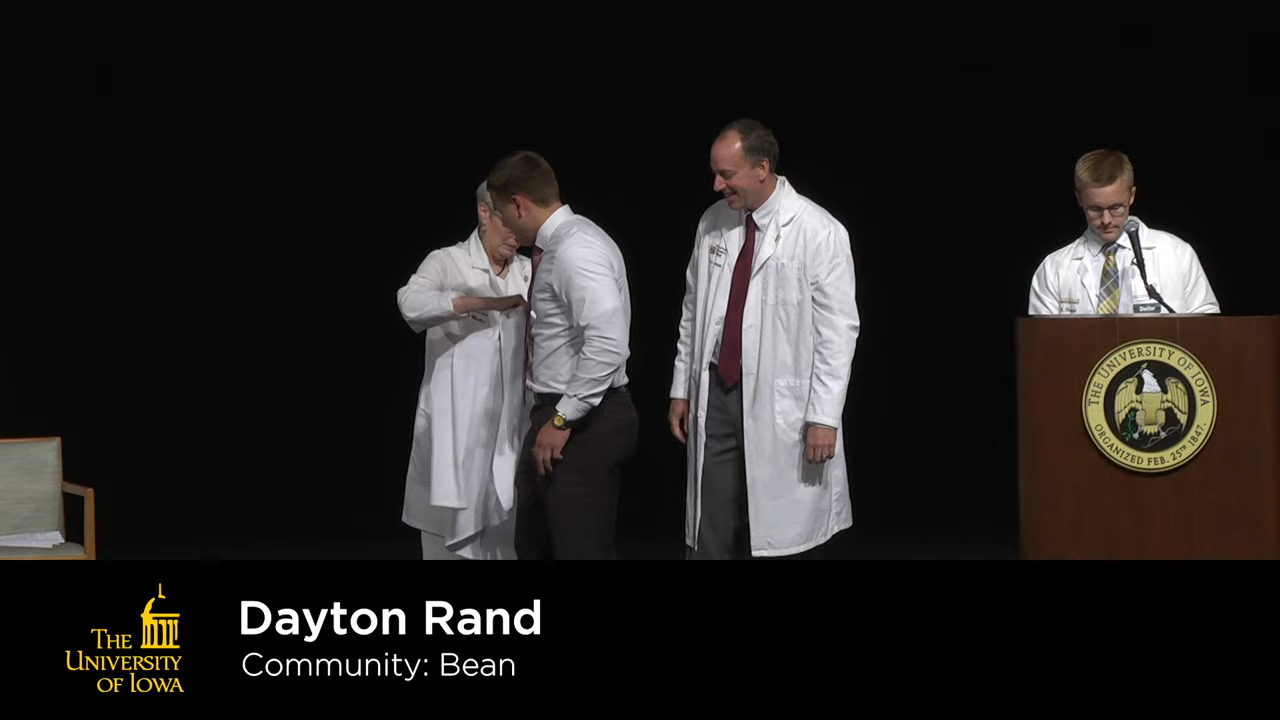 THE UNIVERSITY OF IOWA
ORGANIZED FEB. 25TH 1847.
THE
UNIVERSITY
OF IOWA
Dayton Rand
Community: Bean